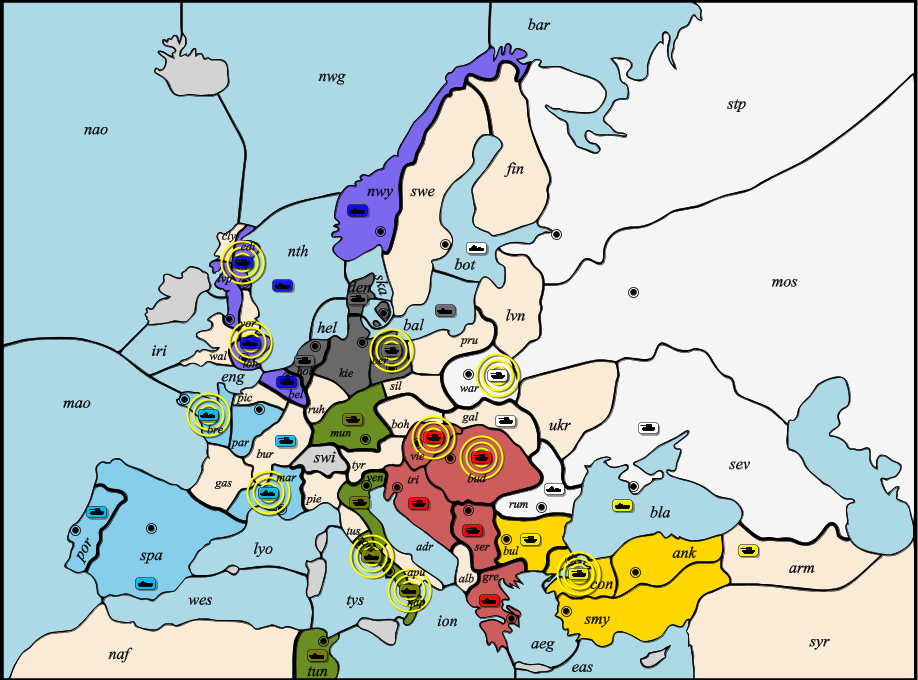 bar
nwg
stp
nao
fin
nwy
swe
cly
edi
nth
bot
mos
lvp
den
ska
lvn
yor
hel
bal
iri
wal
pru
lon
hol
kie
ber
war
eng
mao
bel
sil
pic
ruh
bre
boh
gal
ukr
mun
par
bur
swi
vie
sev
tyr
gas
mar
ven
tri
bud
rum
pie
bla
tus
lyo
adr
ser
bul
ank
por
spa
apu
alb
con
arm
gre
wes
tys
nap
ion
smy
naf
aeg
syr
tun
eas